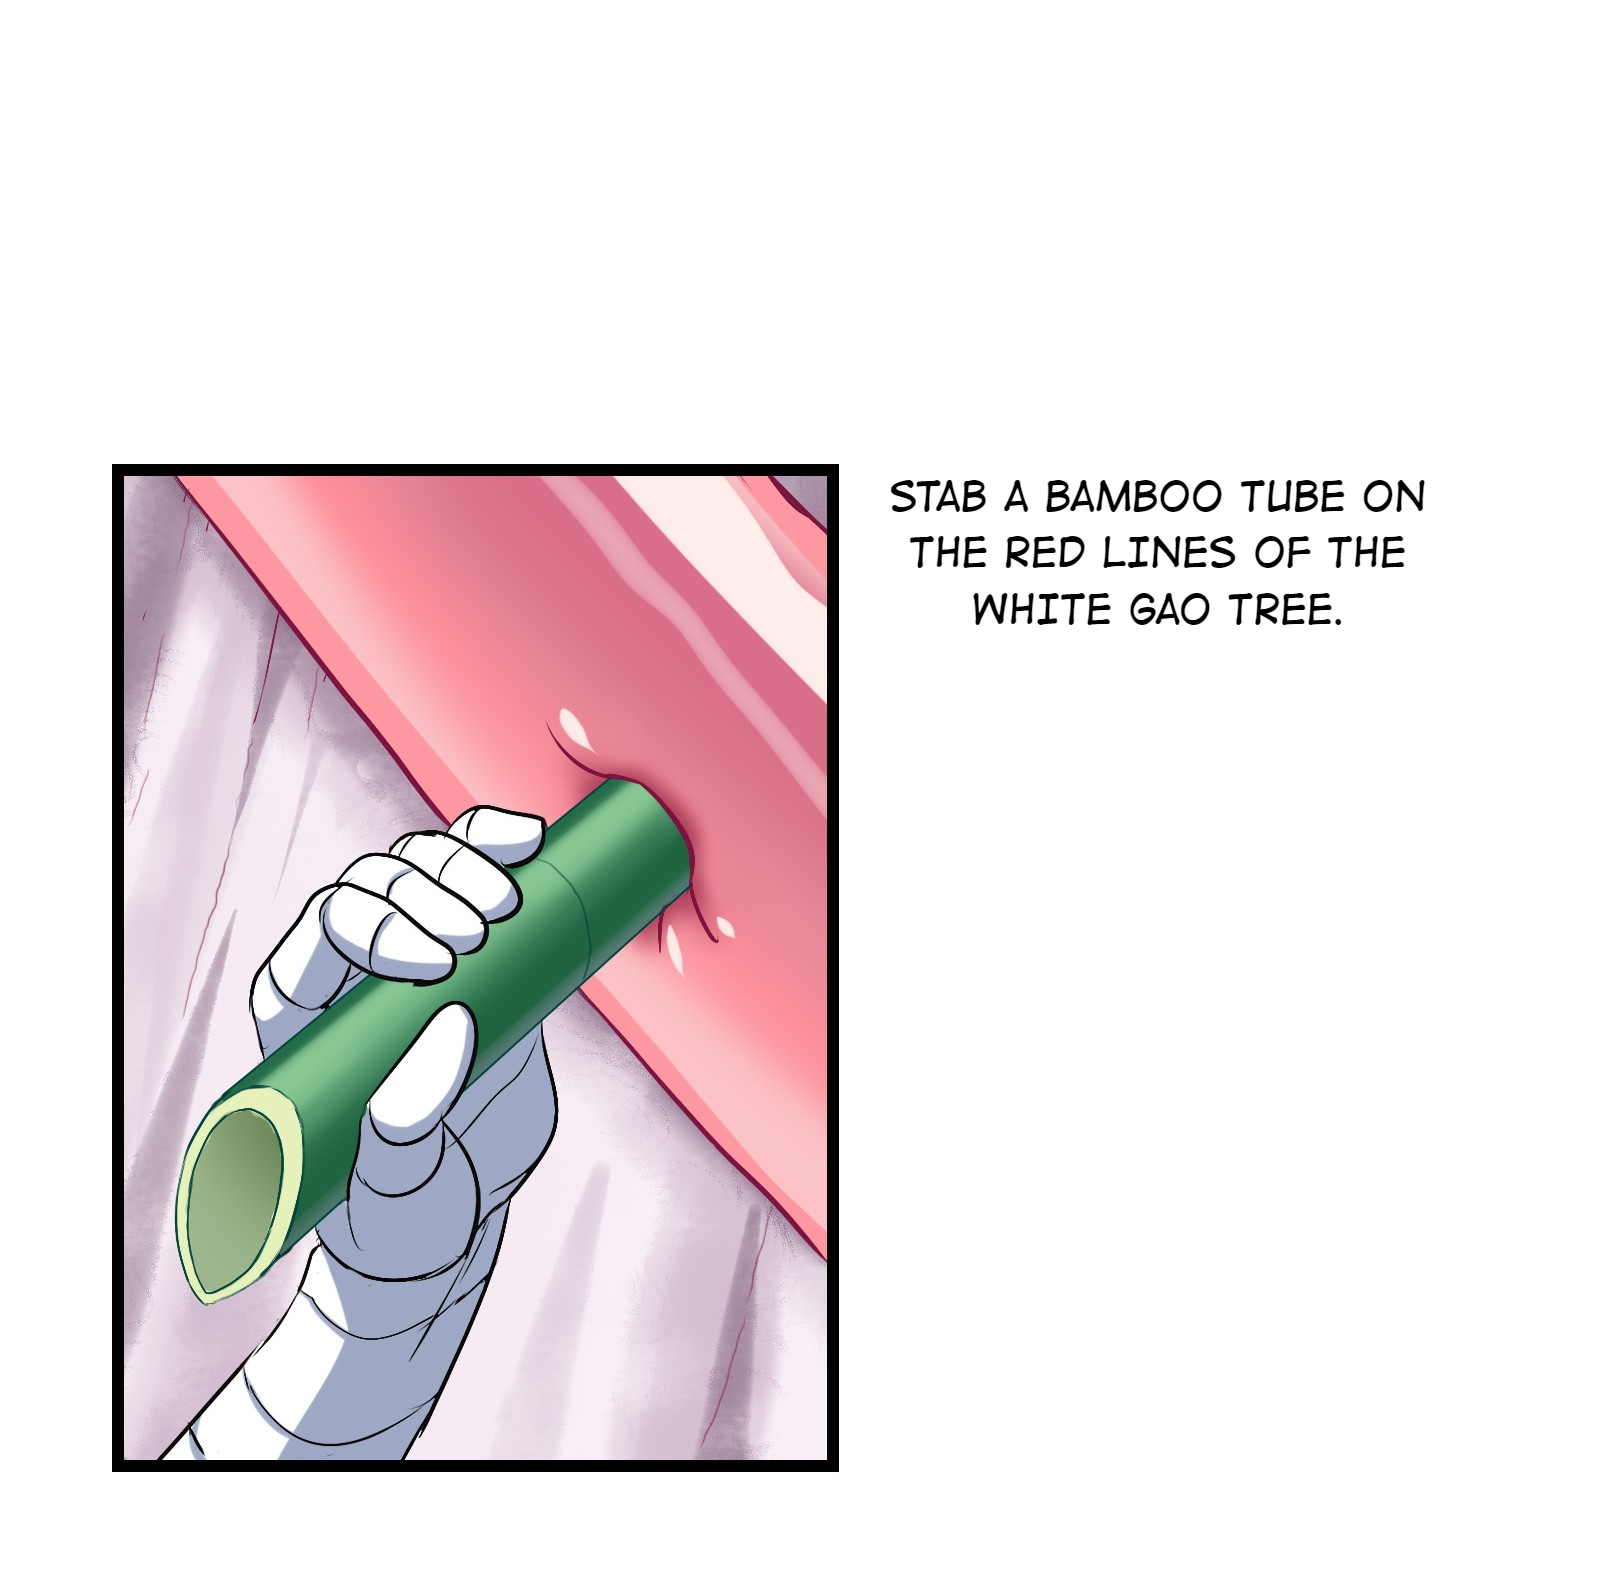 STAB A BAMBOO TUBE ON
THE RED LINES OF THE
WHITE GAO TREE.